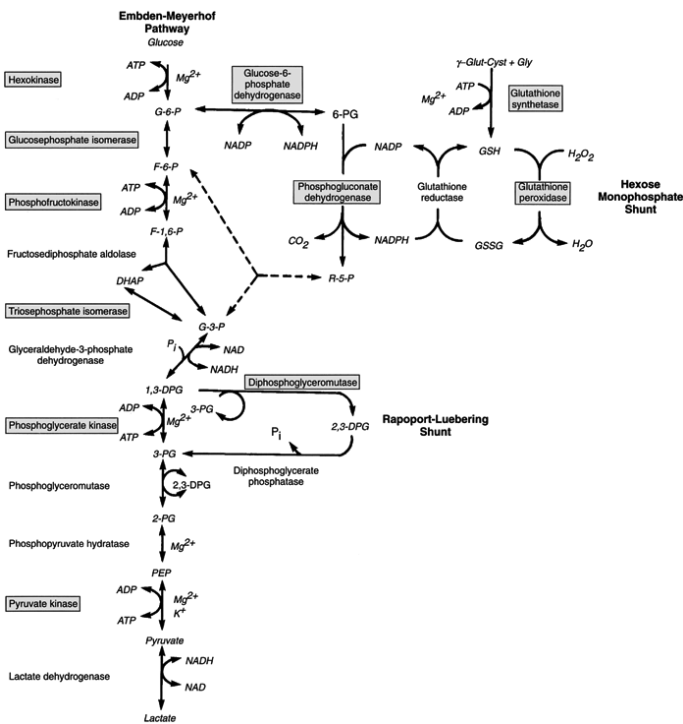 Embden-Meyerhof
Pathway
Glucose
ATP
Mg2+
ADP
Hexokinase
G-6-P
Glucose-6-
phosphate
dehydrogenase
NADP
NADPH
6-PG
γ-Glut-Cyst + Gly
ATP
Mg2+
ADP
Glutathione
synthetase
Glucosephosphate isomerase
F-6-P
NADP
GSH
H2O2
Phosphofructokinase
ATP
Mg2+
ADP
Phosphogluconate
dehydrogenase
Glutathione
reductase
Glutathione
peroxidase
Hexose
Monophosphate
Shunt
F-1,6-P
CO2
NADPH
GSSG
H2O
Fructosediphosphate aldolase
DHAP
R-5-P
Triosephosphate isomerase
G-3-P
Glyceraldehyde-3-phosphate
dehydrogenase
Pi
NAD
NADH
1,3-DPG
Diphosphoglyceromutase
3-PG
ADP
Mg2+
ATP
Phosphoglycerate kinase
2,3-DPG
Rapoport-Luebering
Shunt
Pi
3-PG
Diphosphoglycerate
phosphatase
Phosphoglyceromutase
2,3-DPG
2-PG
Phosphopyruvate hydratase
Mg2+
PEP
ADP
Mg2+
K+
ATP
Pyruvate kinase
Pyruvate
NADH
Lactate dehydrogenase
NAD
Lactate